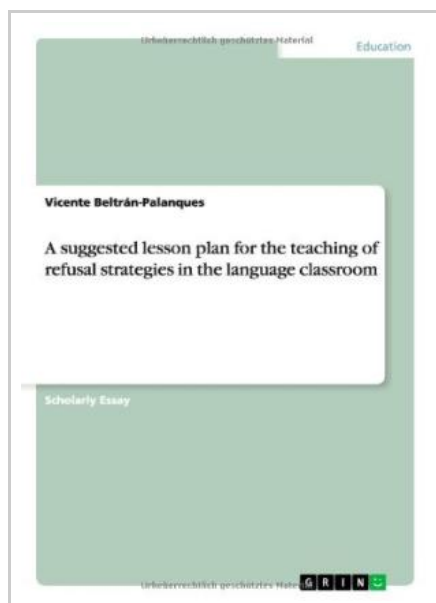 Urheberrechtlich geschütztes Material
Education
Vicente Beltrán-Palanques
A suggested lesson plan for the teaching of
refusal strategies in the language classroom
Scholarly Essay
Urheberrechtlich geschütztes
GRIN